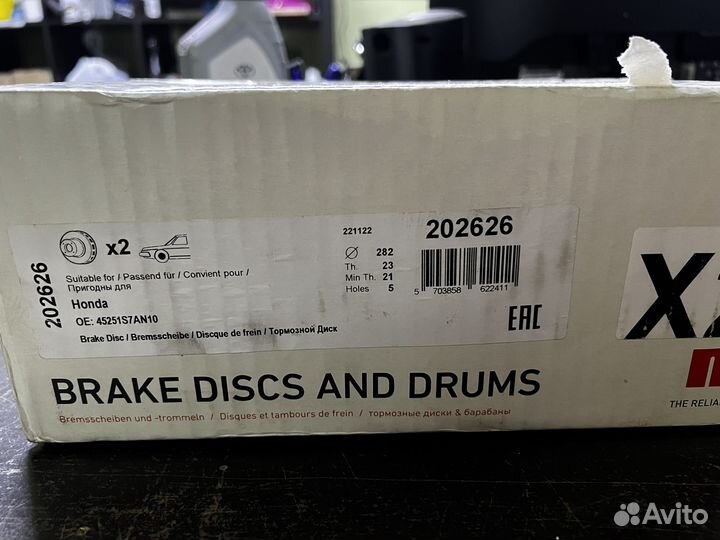 202626
x2
Suitable for / Passend für / Convient pour /
Пригодны для
Honda
OE: 45251S7AN10
Brake Disc / Bremsscheibe / Disque de frein / Тормозной Диск
221122
202626
⌀ 282
Th. 23
Min Th. 21
Holes 5
5 703858 622411
EAC
X
BRAKE DISCS AND DRUMS
Bremsscheiben und -trommeln / Disques et tambours de frein / тормозные диски & барабаны
THE RELIA
Avito